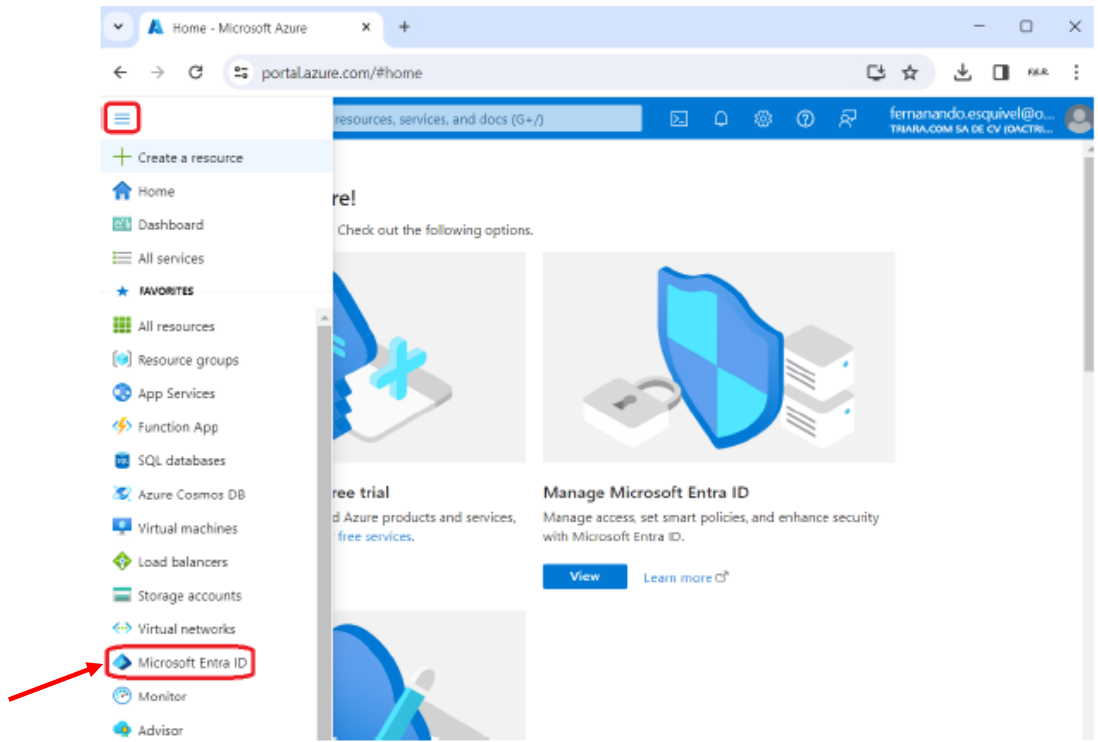 Home - Microsoft Azure
portal.azure.com/#home
resources, services, and docs (G+/)
fernanando.esquivel@o...
TRIARA.COM SA DE CV (OACTRI...
Create a resource
Home
Dashboard
All services
FAVORITES
All resources
Resource groups
App Services
Function App
SQL databases
Azure Cosmos DB
Virtual machines
Load balancers
Storage accounts
Virtual networks
Microsoft Entra ID
Monitor
Advisor
re!
Check out the following options.
ree trial
d Azure products and services,
free services.
Manage Microsoft Entra ID
Manage access, set smart policies, and enhance security
with Microsoft Entra ID.
View
Learn more